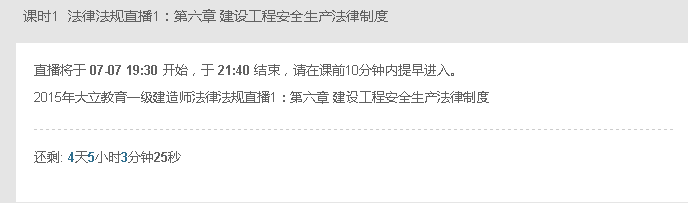 课时1 法律法规直播1：第六章 建设工程安全生产法律制度
直播将于 07-07 19:30 开始，于 21:40 结束，请在课前10分钟内提早进入。
2015年大立教育一级建造师法律法规直播1：第六章 建设工程安全生产法律制度
还剩: 4天5小时3分钟25秒